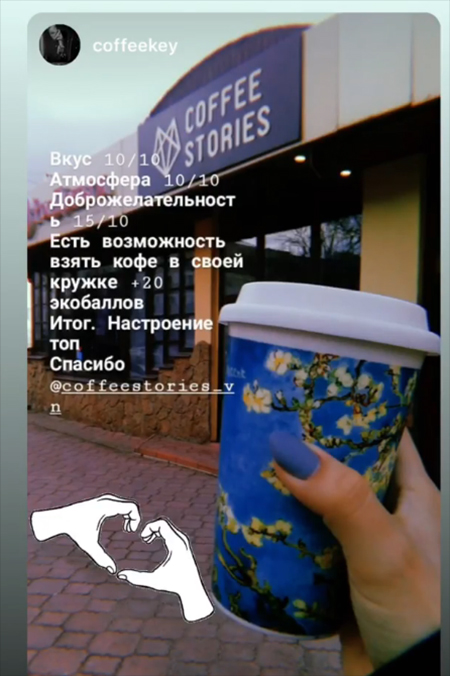 coffeekey
COFFEE
STORIES
Вкус 10/10
Атмосфера 10/10
Доброжелательност
ь 15/10
Есть возможность
взять кофе в своей
кружке +20
экобаллов
Итог. Настроение
топ
Спасибо
@coffeestories_v
n